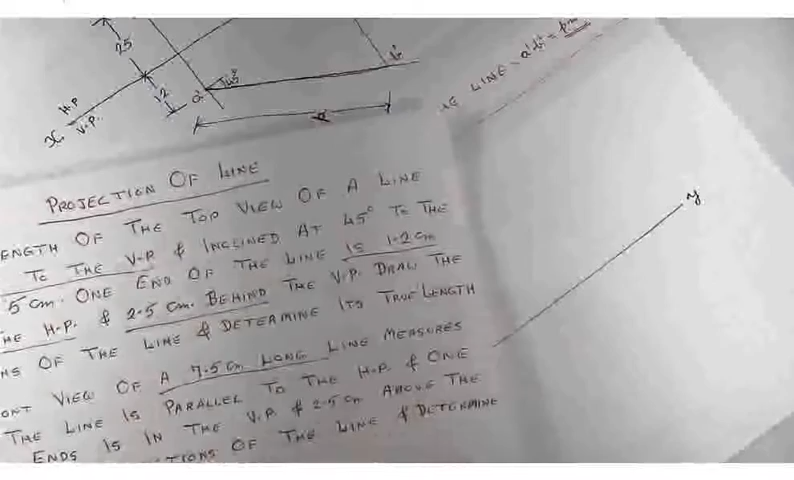 75
H.P
x
V.P.
12
a'
45°
b'
LINE, a'b' =
PROJECTION OF LINE
ENGTH OF THE TOP VIEW OF A LINE
TO THE V.P & INCLINED AT 45° TO THE
5 cm. ONE END OF THE LINE IS 1.2 cm
HE H.P. & 2.5 cm. BEHIND THE V.P. DRAW THE
NS OF THE LINE & DETERMINE ITS TRUE LENGTH
ONT VIEW OF A 7.5 cm LONG LINE MEASURES
THE LINE IS PARALLEL TO THE H.P. & ONE
ENDS IS IN THE V.P. & 2.5 cm ABOVE THE
TIONS OF THE LINE & DETERMINE
y